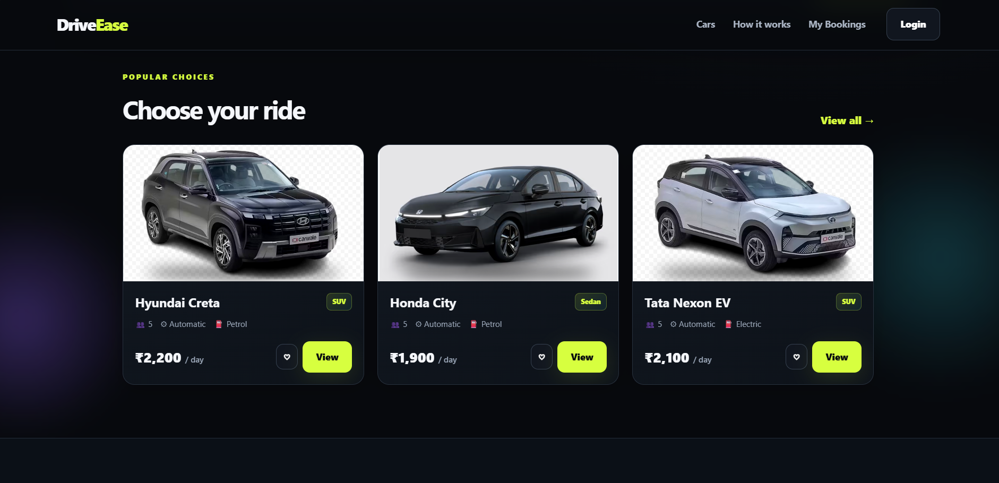 DriveEase
Cars How it works My Bookings Login
POPULAR CHOICES
Choose your ride
View all →
carwale
carwale
Hyundai Creta SUV
5 Automatic Petrol
₹2,200 / day View
Honda City Sedan
5 Automatic Petrol
₹1,900 / day View
Tata Nexon EV SUV
5 Automatic Electric
₹2,100 / day View